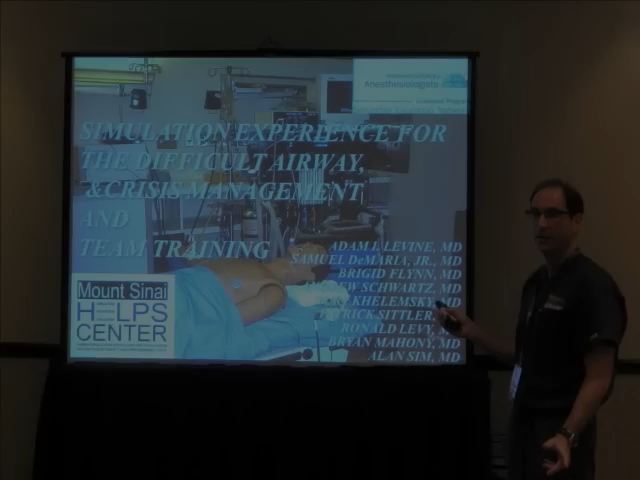 Anesthesiologists
SIMULATION EXPERIENCE FOR
THE DIFFICULT AIRWAY,
&CRISIS MANAGEMENT
AND
TEAM TRAINING
ADAM I. LEVINE, MD
SAMUEL DeMARIA, JR., MD
BRIGID FLYNN, MD
SCHWARTZ, MD
KHELEMSKY, MD
PATRICK SITTLER,
RONALD LEVY,
BRYAN MAHONY, MD
ALAN SIM, MD
Mount Sinai
HELPS
CENTER